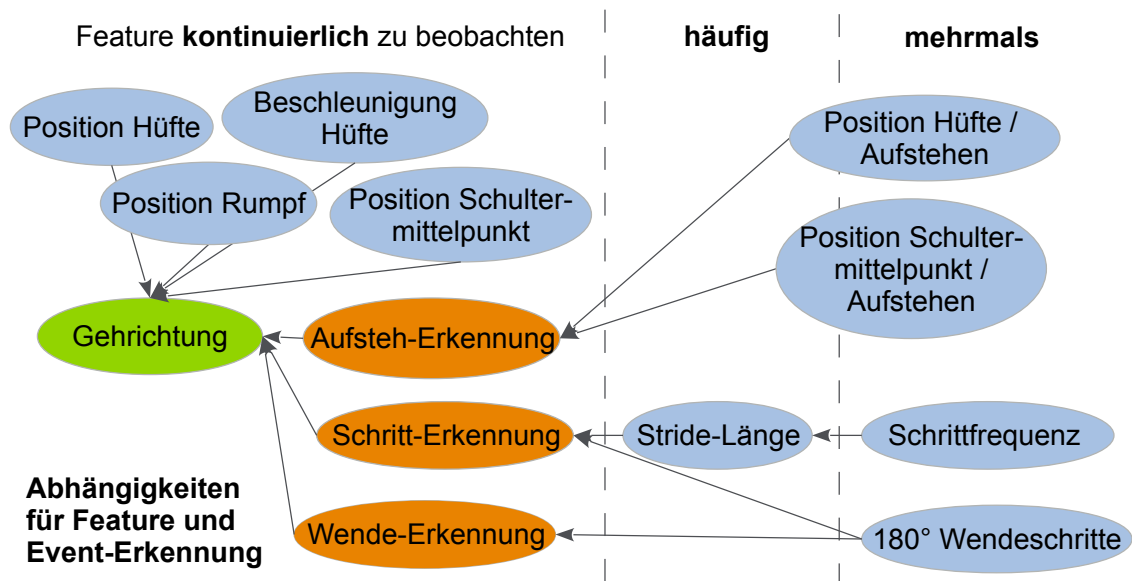 Feature kontinuierlich zu beobachten
häufig
mehrmals
Position Hüfte
Beschleunigung
Hüfte
Position Rumpf
Position Schulter-
mittelpunkt
Position Hüfte /
Aufstehen
Position Schulter-
mittelpunkt /
Aufstehen
Gehrichtung
Aufsteh-Erkennung
Schritt-Erkennung
Stride-Länge
Schrittfrequenz
Wende-Erkennung
180° Wendeschritte
Abhängigkeiten
für Feature und
Event-Erkennung